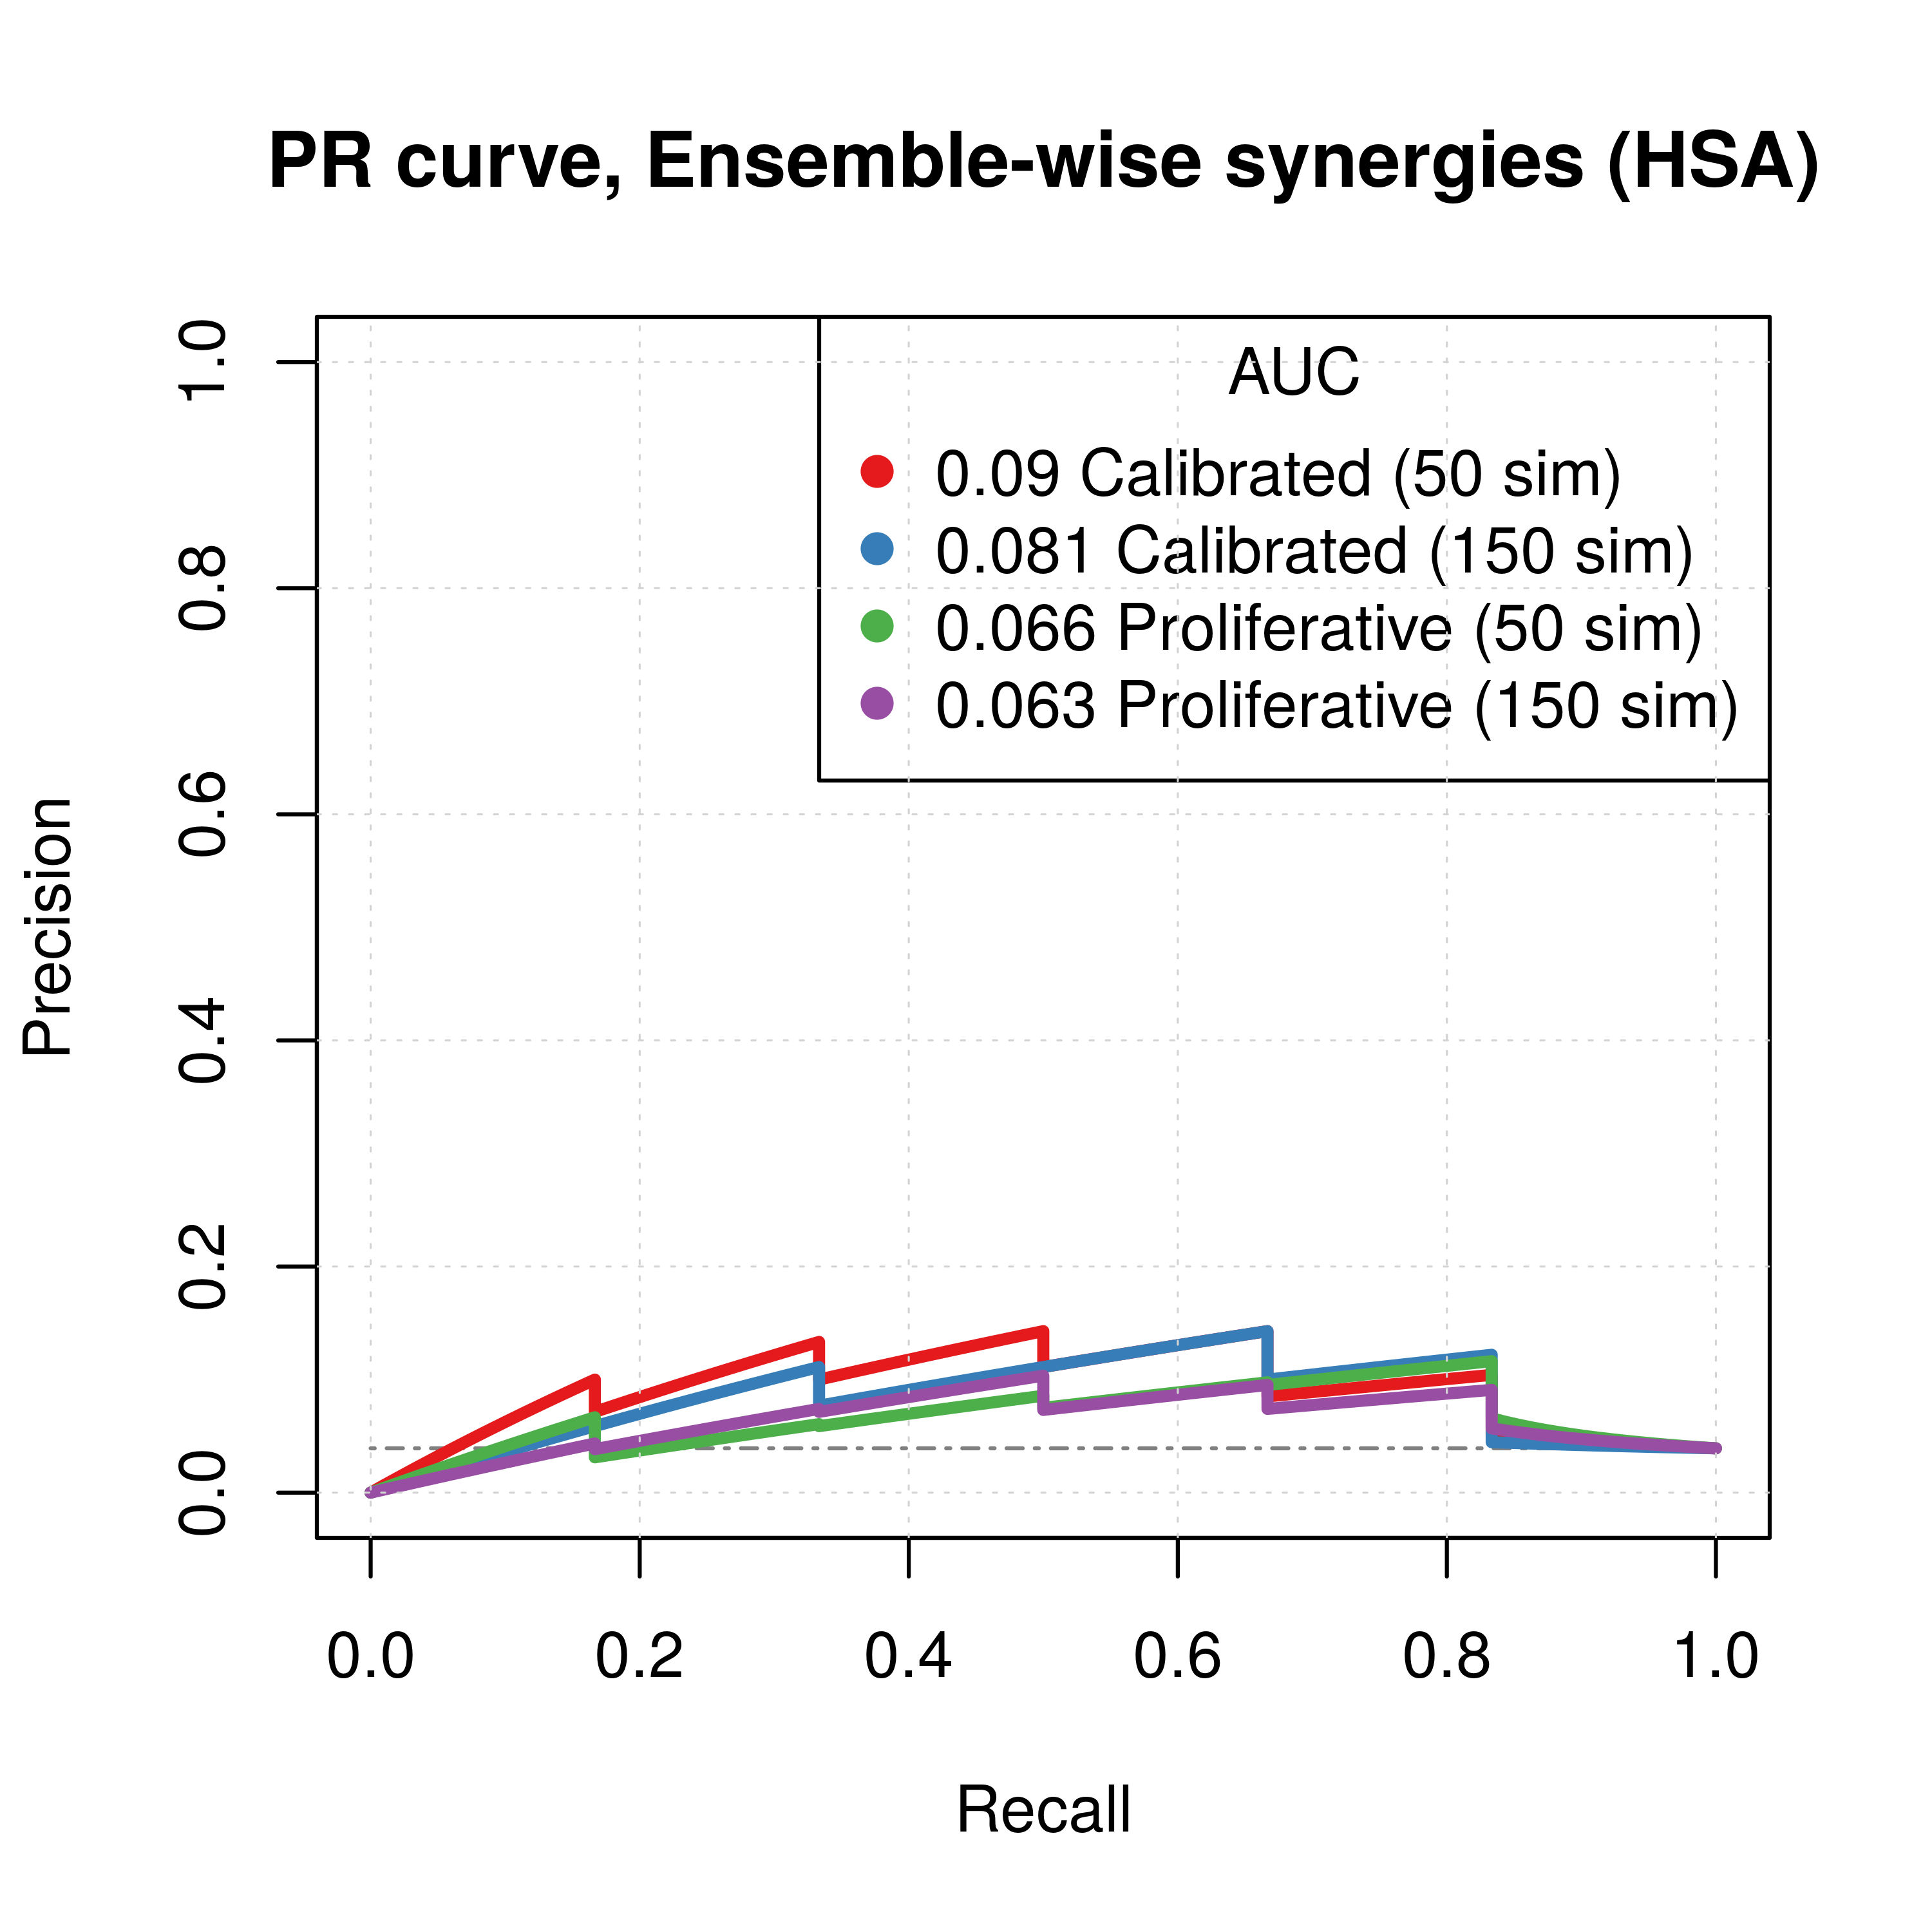 PR curve, Ensemble-wise synergies (HSA)
AUC
0.09 Calibrated (50 sim)
0.081 Calibrated (150 sim)
0.066 Proliferative (50 sim)
0.063 Proliferative (150 sim)
Precision
1.0
0.8
0.6
0.4
0.2
0.0
0.0 0.2 0.4 0.6 0.8 1.0
Recall